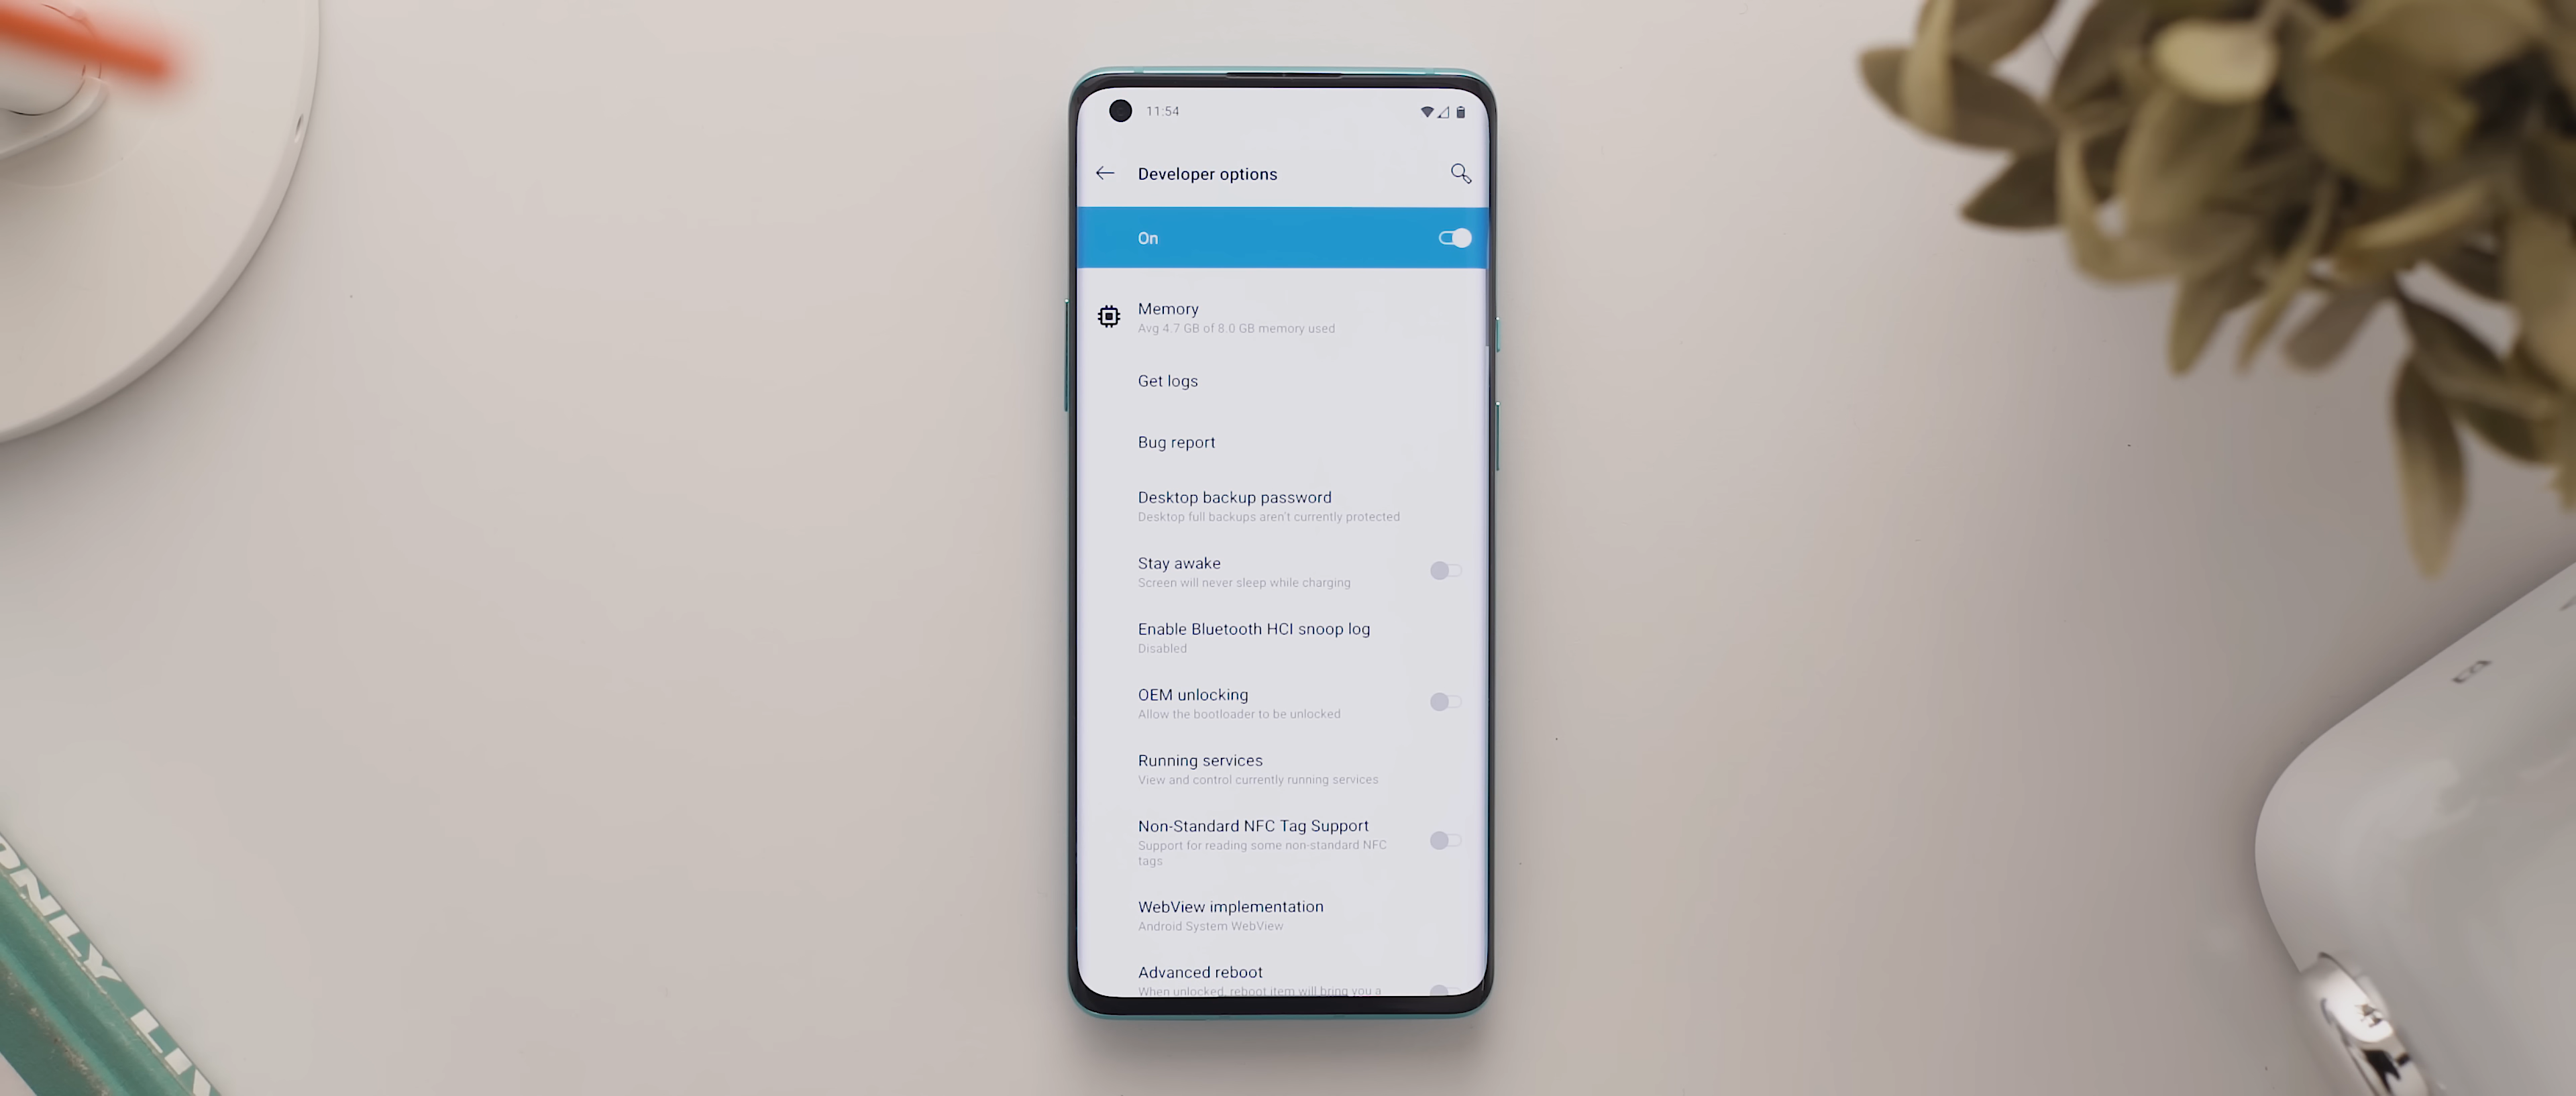 11:54
Developer options
On
Memory
Avg 4.7 GB of 8.0 GB memory used
Get logs
Bug report
Desktop backup password
Desktop full backups aren't currently protected
Stay awake
Screen will never sleep while charging
Enable Bluetooth HCI snoop log
Disabled
OEM unlocking
Allow the bootloader to be unlocked
Running services
View and control currently running services
Non-Standard NFC Tag Support
Support for reading some non-standard NFC
tags
WebView implementation
Android System WebView
Advanced reboot
When unlocked, reboot item will bring you a
ONLY